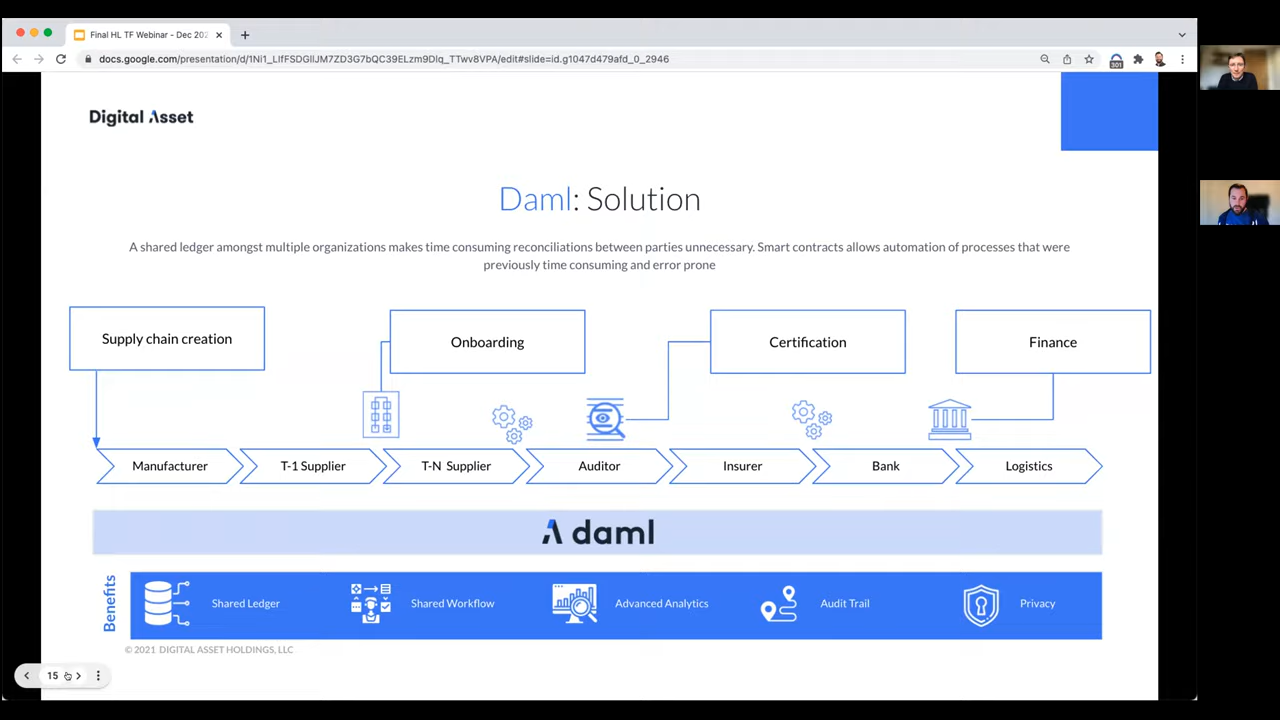 Final HL TF Webinar - Dec 202
docs.google.com/presentation/d/1Ni1_LIfFSDGlIJM7ZD3G7bQC39ELzm9DIq_TTwv8VPA/edit#slide=id.g1047d479afd_0_2946
301
Digital Asset
Daml: Solution
A shared ledger amongst multiple organizations makes time consuming reconciliations between parties unnecessary. Smart contracts allows automation of processes that were
previously time consuming and error prone
Supply chain creation
Onboarding
Certification
Finance
Manufacturer
T-1 Supplier
T-N Supplier
Auditor
Insurer
Bank
Logistics
daml
Benefits
Shared Ledger
Shared Workflow
Advanced Analytics
Audit Trail
Privacy
© 2021 DIGITAL ASSET HOLDINGS, LLC
15